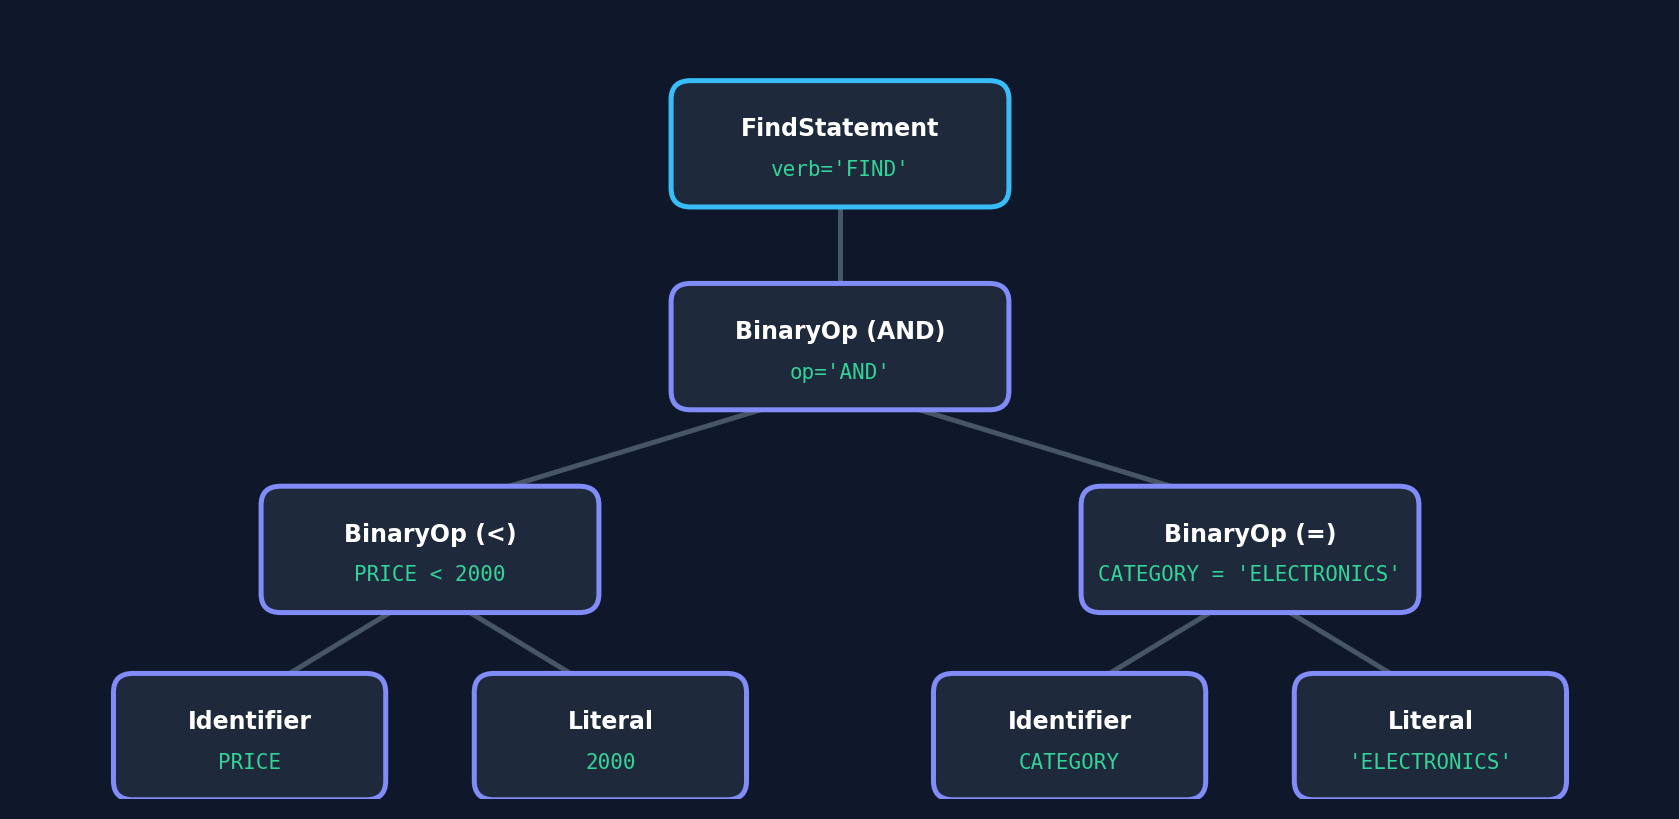 FindStatement
verb='FIND'
BinaryOp (AND)
op='AND'
BinaryOp (<)
PRICE < 2000
BinaryOp (=)
CATEGORY = 'ELECTRONICS'
Identifier
PRICE
Literal
2000
Identifier
CATEGORY
Literal
'ELECTRONICS'